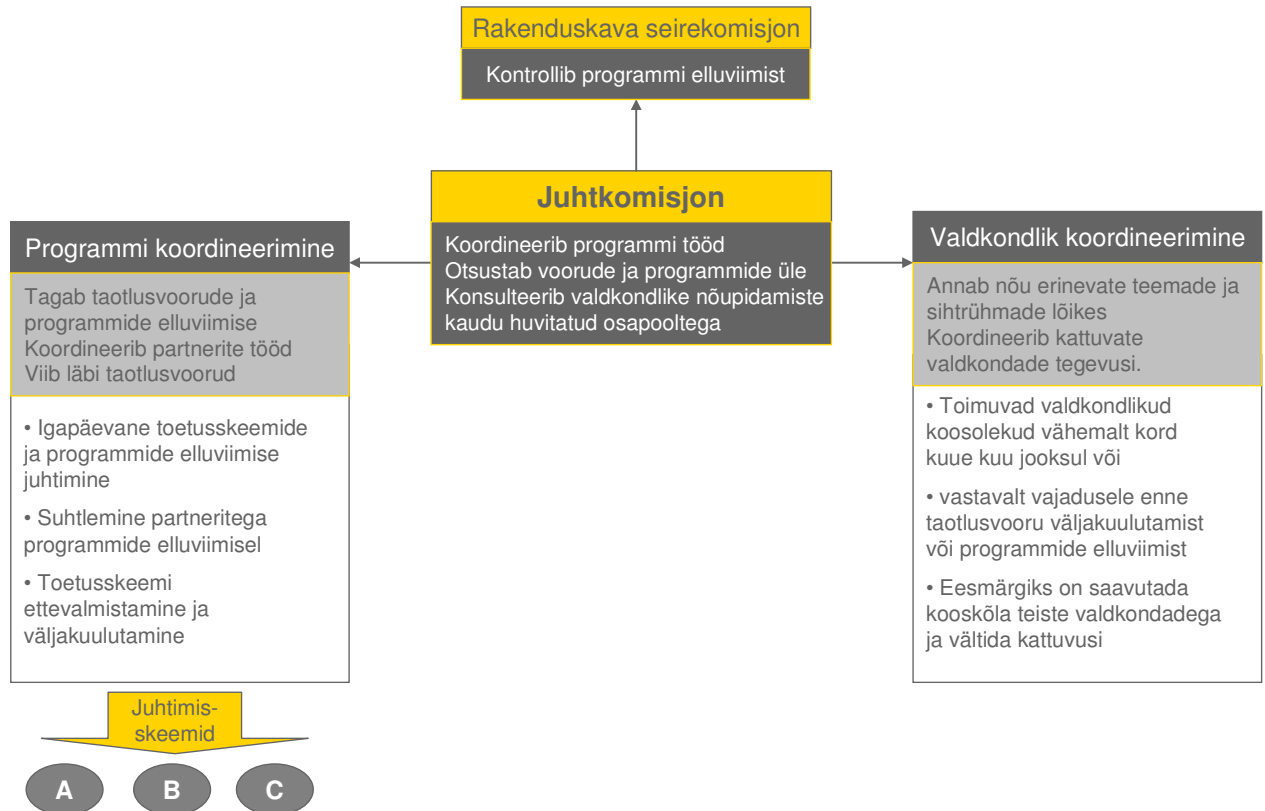 Rakenduskava seirekomisjon
Kontrollib programmi elluviimist
Juhtkomisjon
Koordineerib programmi tööd
Otsustab voorude ja programmide üle
Konsulteerib valdkondlike nõupidamiste
kaudu huvitatud osapooltega
Programmi koordineerimine
Tagab taotlusvoorude ja
programmide elluviimise
Koordineerib partnerite tööd
Viib läbi taotlusvoorud
• Igapäevane toetusskeemide
ja programmide elluviimise
juhtimine
• Suhtlemine partneritega
programmide elluviimisel
• Toetusskeemi
ettevalmistamine ja
väljakuulutamine
Valdkondlik koordineerimine
Annab nõu erinevate teemade ja
sihtrühmade lõikes
Koordineerib kattuvate
valdkondade tegevusi.
• Toimuvad valdkondlikud
koosolekud vähemalt kord
kuue kuu jooksul või
• vastavalt vajadusele enne
taotlusvooru väljakuulutamist
või programmide elluviimist
• Eesmärgiks on saavutada
kooskõla teiste valdkondadega
ja vältida kattuvusi
Juhtimis-
skeemid
A B C